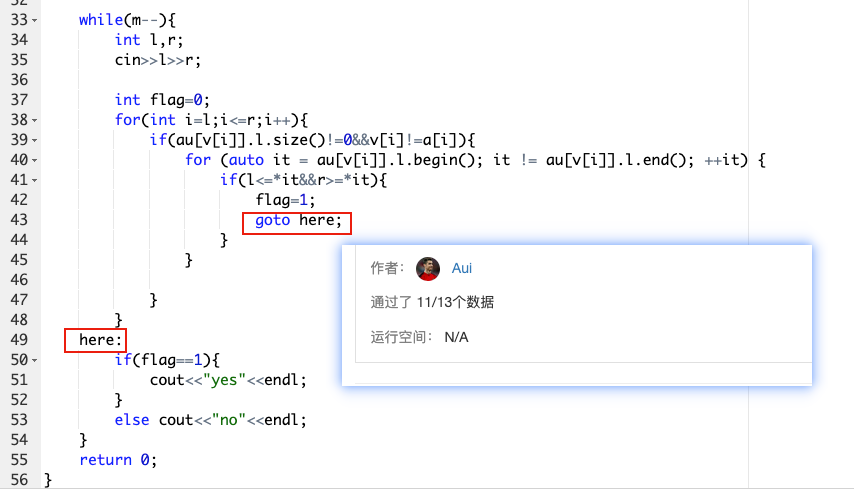 33 while(m--){
34 int l,r;
35 cin>>l>>r;
36
37 int flag=0;
38 for(int i=l;i<=r;i++){
39 if(au[v[i]].l.size()!=0&&v[i]!=a[i]){
40 for (auto it = au[v[i]].l.begin(); it != au[v[i]].l.end(); ++it) {
41 if(l<=*it&&r>=*it){
42 flag=1;
43 goto here;
44 }
45 }
46
47 }
48 }
49 here:
50 if(flag==1){
51 cout<<"yes"<<endl;
52 }
53 else cout<<"no"<<endl;
54 }
55 return 0;
56 }
作者： Aui
通过了 11/13个数据
运行空间： N/A